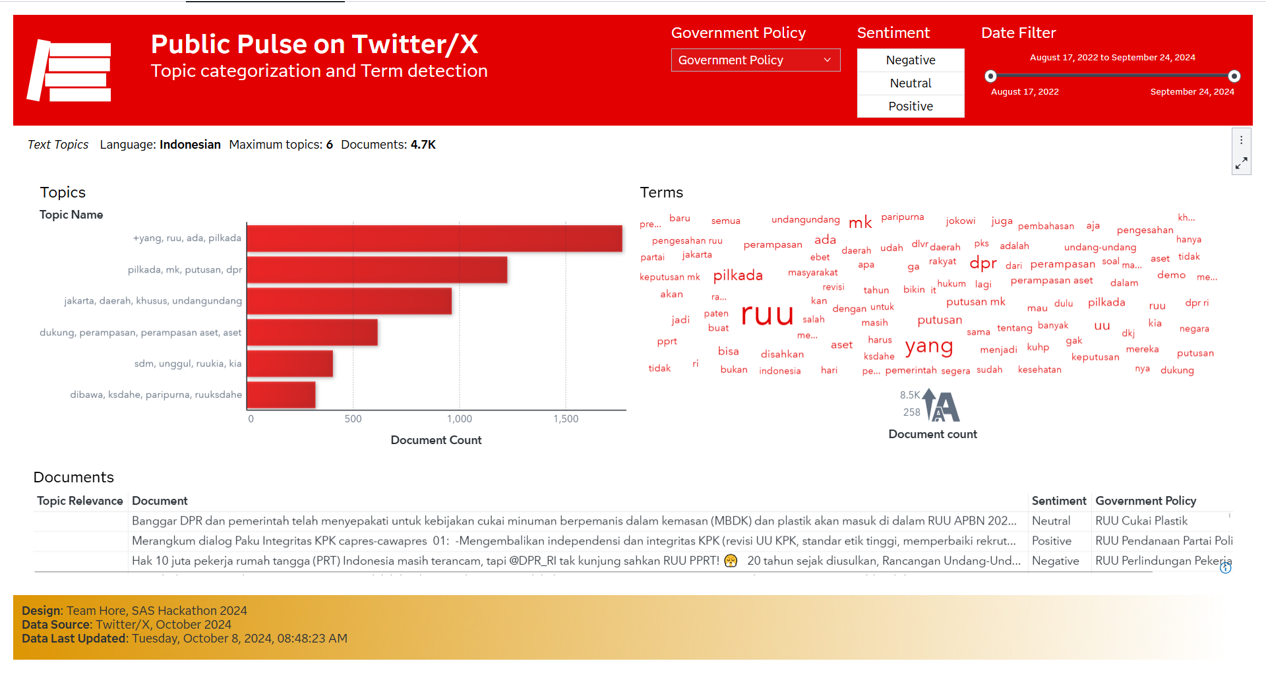 Public Pulse on Twitter/X
Topic categorization and Term detection
Government Policy
Government Policy
Sentiment
Negative
Neutral
Positive
Date Filter
August 17, 2022 to September 24, 2024
August 17, 2022 September 24, 2024
Text Topics Language: Indonesian Maximum topics: 6 Documents: 4.7K
Topics
Topic Name
+yang, ruu, ada, pilkada
pilkada, mk, putusan, dpr
jakarta, daerah, khusus, undangundang
dukung, perampasan, perampasan aset, aset
sdm, unggul, ruukia, kia
dibawa, ksdahe, paripurna, ruuksdahe
0 500 1,000 1,500
Document Count
Terms
pre... baru semua undangundang mk paripurna jokowi juga pembahasan aja pengesahan kh...
partai pengesahan ruu jakarta perampasan ada ebet daerah udah dlvr daerah pks adalah undang-undang hanya
keputusan mk pilkada masyarakat apa ga rakyat dpr dari perampasan soal ma... aset tidak
akan ra... revisi tahun bikin it hukum lagi perampasan aset dalam demo me...
jadi paten buat ruu kan salah dengan untuk masih putusan mk putusan mau dulu pilkada ruu dpr ri
pprt me... aset harus sama tentang banyak uu gak dkj kia negara
bisa disahkan ksdahe yang menjadi kuhp keputusan mereka putusan
tidak ri bukan indonesia hari pe... pemerintah segera sudah kesehatan nya dukung
8.5K
258
Document count
Documents
Topic Relevance Document Sentiment Government Policy
Banggar DPR dan pemerintah telah menyepakati untuk kebijakan cukai minuman berpemanis dalam kemasan (MBDK) dan plastik akan masuk di dalam RUU APBN 202... Neutral RUU Cukai Plastik
Merangkum dialog Paku Integritas KPK capres-cawapres 01: -Mengembalikan independensi dan integritas KPK (revisi UU KPK, standar etik tinggi, memperbaiki rekrut... Positive RUU Pendanaan Partai Poli
Hak 10 juta pekerja rumah tangga (PRT) Indonesia masih terancam, tapi @DPR_RI tak kunjung sahkan RUU PPRT! 😤 20 tahun sejak diusulkan, Rancangan Undang-Und... Negative RUU Perlindungan Pekerja
Design: Team Hore, SAS Hackathon 2024
Data Source: Twitter/X, October 2024
Data Last Updated: Tuesday, October 8, 2024, 08:48:23 AM